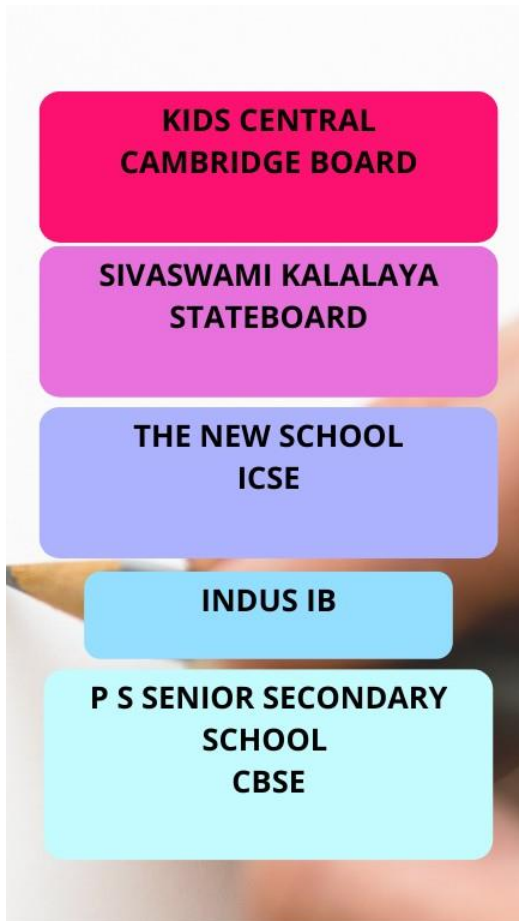 KIDS CENTRAL
CAMBRIDGE BOARD
SIVASWAMI KALALAYA
STATEBOARD
THE NEW SCHOOL
ICSE
INDUS IB
P S SENIOR SECONDARY
SCHOOL
CBSE